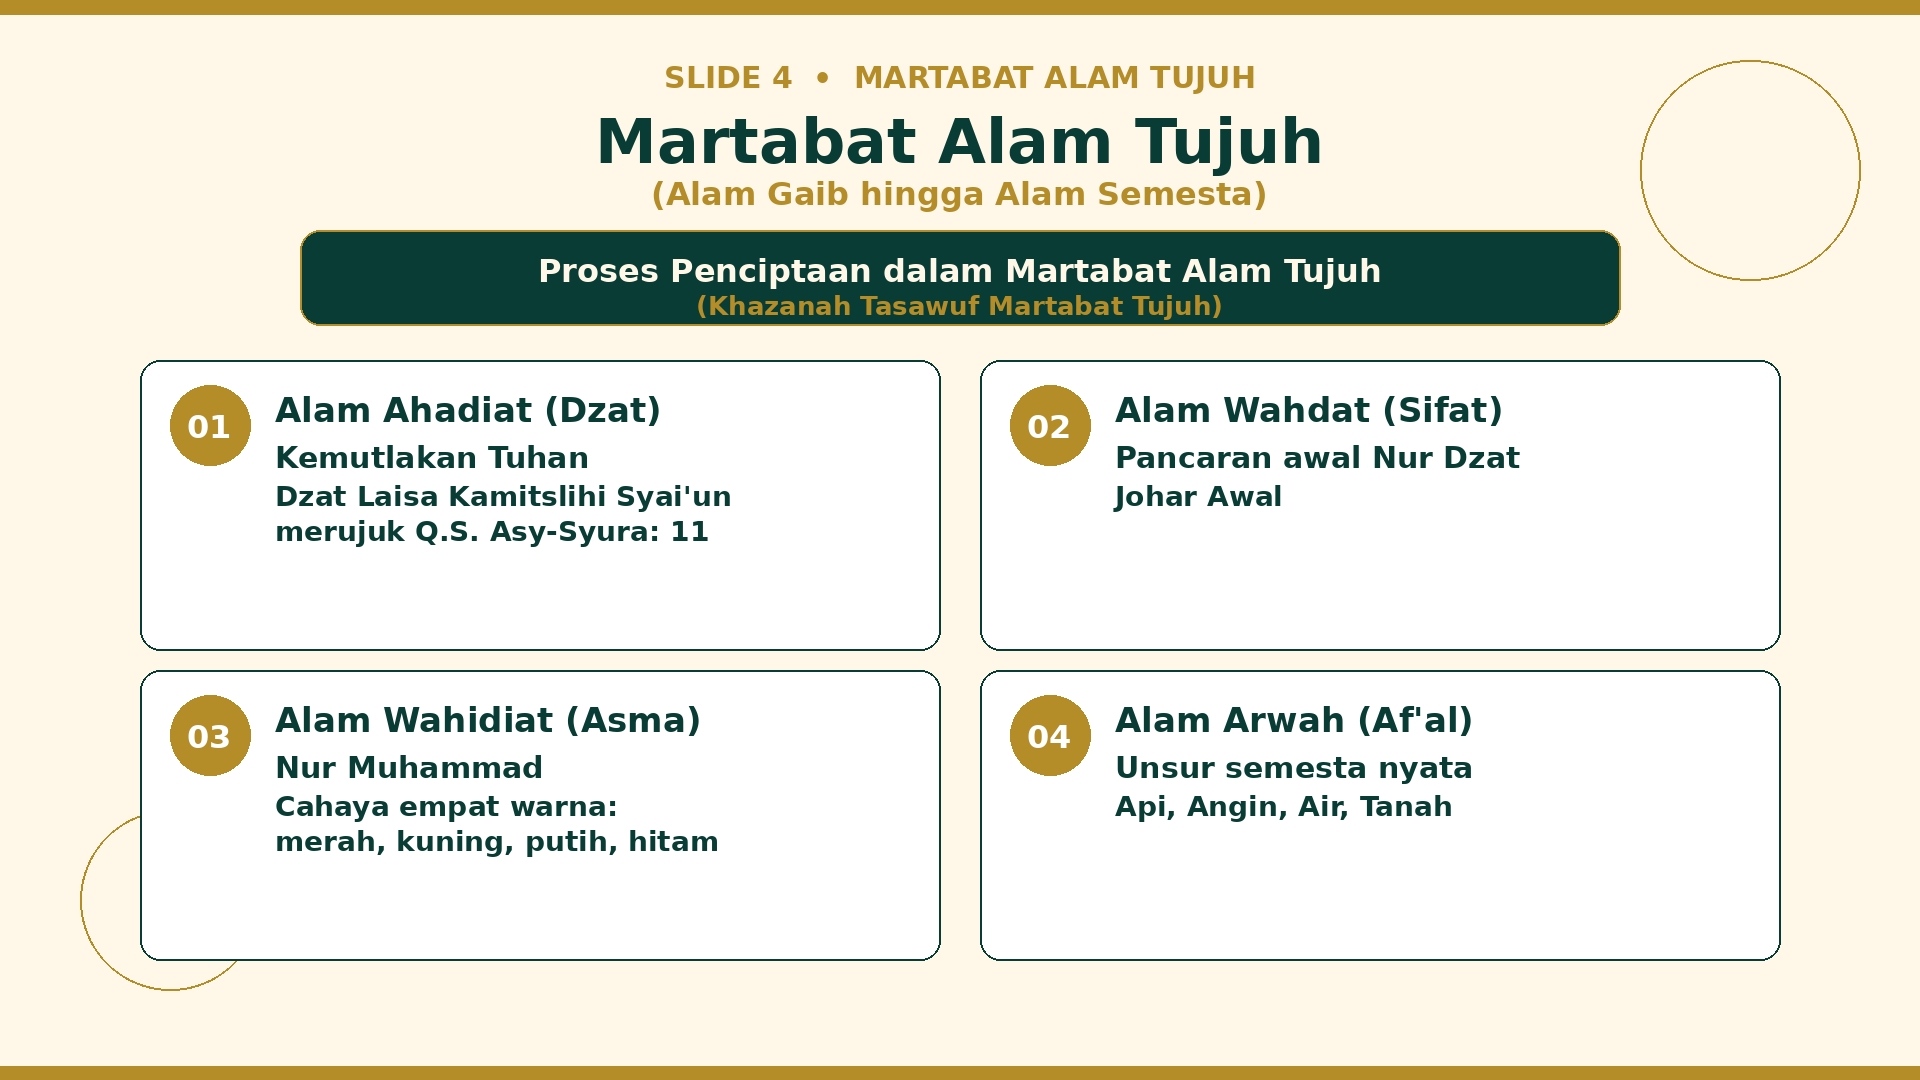 SLIDE 4 • MARTABAT ALAM TUJUH
Martabat Alam Tujuh
(Alam Gaib hingga Alam Semesta)
Proses Penciptaan dalam Martabat Alam Tujuh
(Khazanah Tasawuf Martabat Tujuh)
01
Alam Ahadiat (Dzat)
Kemutlakan Tuhan
Dzat Laisa Kamitslihi Syai'un
merujuk Q.S. Asy-Syura: 11
02
Alam Wahdat (Sifat)
Pancaran awal Nur Dzat
Johar Awal
03
Alam Wahidiat (Asma)
Nur Muhammad
Cahaya empat warna:
merah, kuning, putih, hitam
04
Alam Arwah (Af'al)
Unsur semesta nyata
Api, Angin, Air, Tanah